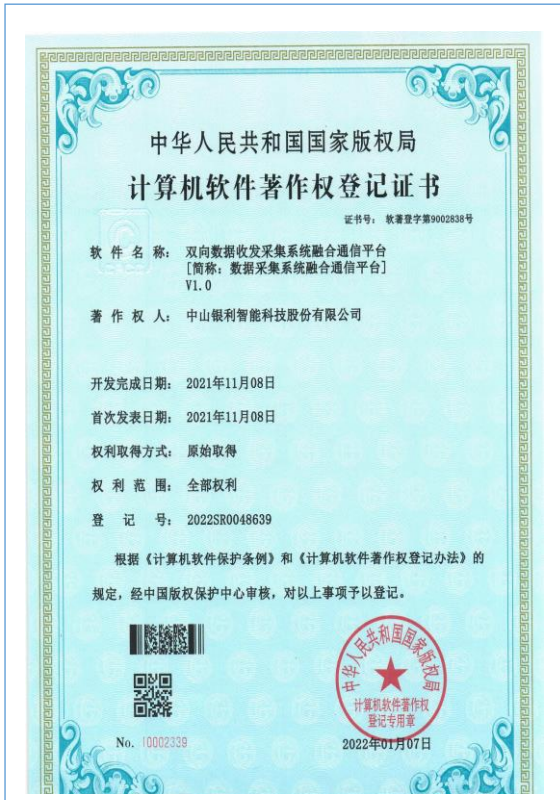 中华人民共和国国家版权局
计算机软件著作权登记证书
证书号： 软著登字第9002838号
软件名称： 双向数据收发采集系统融合通信平台
[简称：数据采集系统融合通信平台]
V1.0
著作权人： 中山银利智能科技股份有限公司
开发完成日期： 2021年11月08日
首次发表日期： 2021年11月08日
权利取得方式： 原始取得
权利范围： 全部权利
登记号： 2022SR0048639
根据《计算机软件保护条例》和《计算机软件著作权登记办法》的
规定，经中国版权保护中心审核，对以上事项予以登记。
中华人民共和国国家版权局
计算机软件著作权
登记专用章
No. 10002339
2022年01月07日